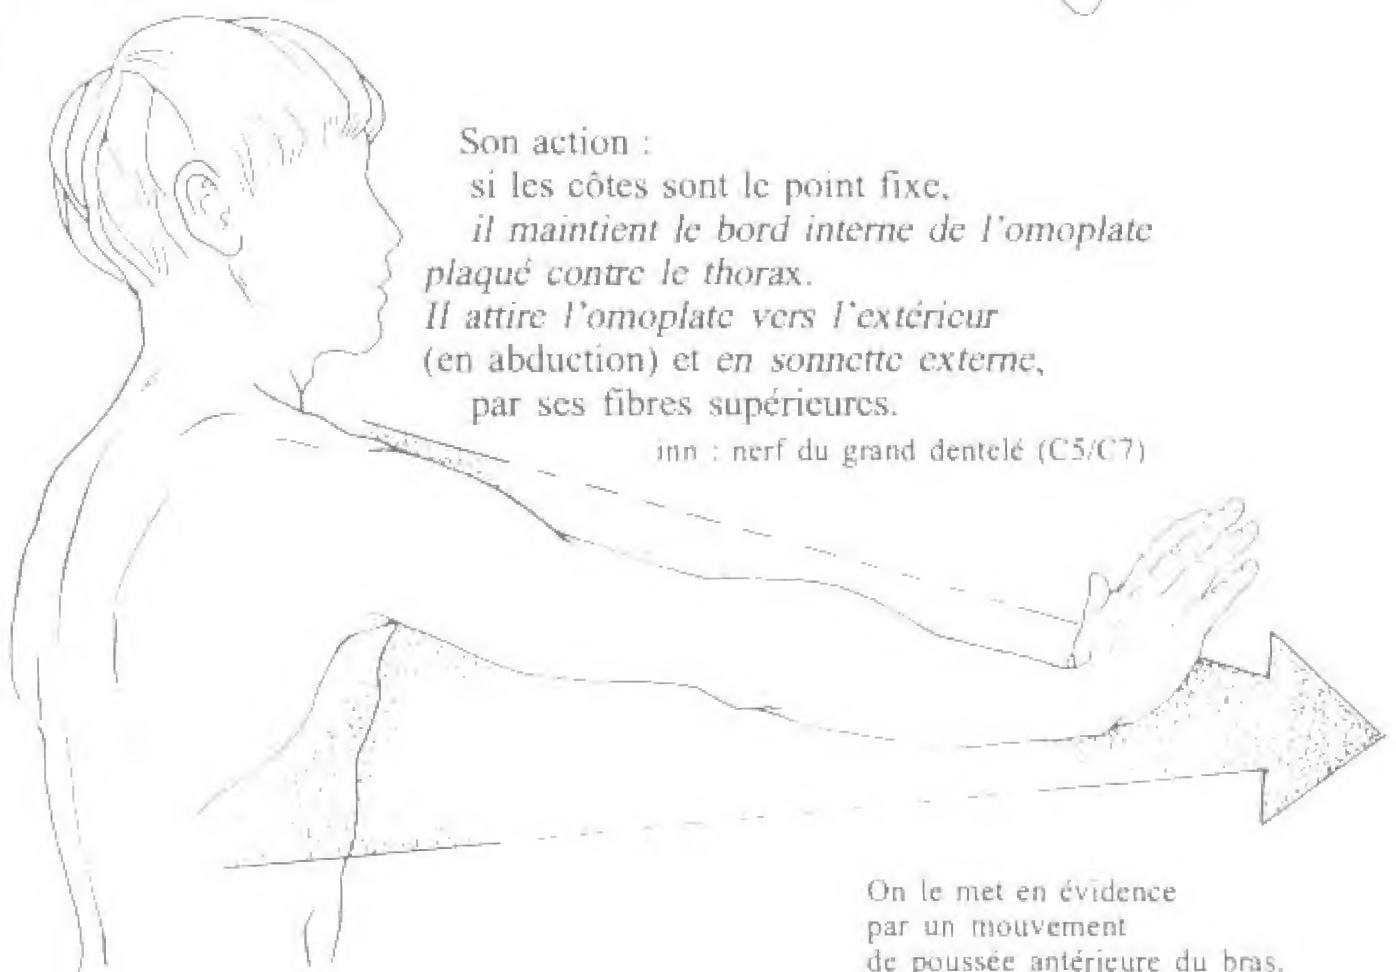 Son action :
si les côtes sont le point fixe,
il maintient le bord interne de l'omoplate
plaqué contre le thorax.
Il attire l'omoplate vers l'extérieur
(en abduction) et en sonnette externe,
par ses fibres supérieures.
inn : nerf du grand dentelé (C5/C7)
On le met en évidence
par un mouvement
de poussée antérieure du bras.